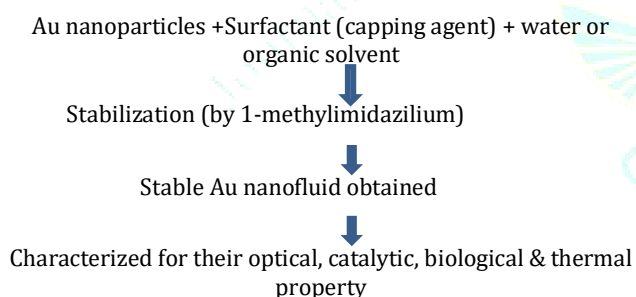 Au nanoparticles +Surfactant (capping agent) + water or
organic solvent
Stabilization (by 1-methylimidazilium)
Stable Au nanofluid obtained
Characterized for their optical, catalytic, biological & thermal
property